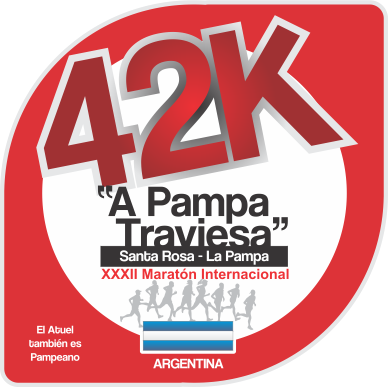 42K
“A Pampa
Traviesa”
Santa Rosa - La Pampa
XXXII Maratón Internacional
El Atuel
también es
Pampeano
ARGENTINA